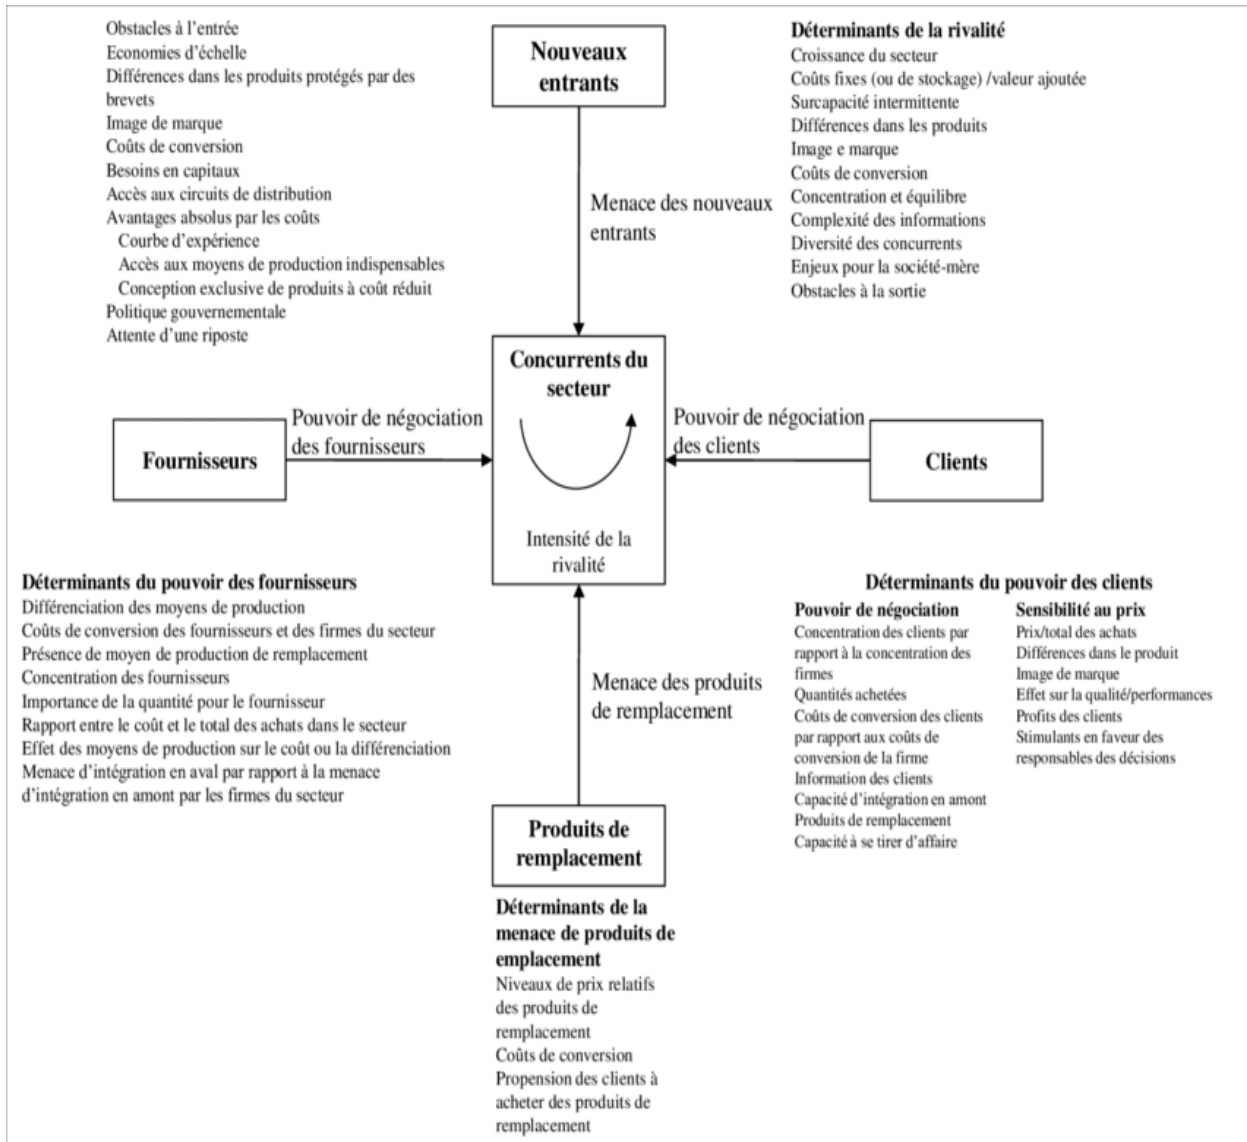 Obstacles à l'entrée
Economies d'échelle
Différences dans les produits protégés par des
brevets
Image de marque
Coûts de conversion
Besoins en capitaux
Accès aux circuits de distribution
Avantages absolus par les coûts
Courbe d'expérience
Accès aux moyens de production indispensables
Conception exclusive de produits à coût réduit
Politique gouvernementale
Attente d'une riposte
Nouveaux
entrants
Déterminants de la rivalité
Croissance du secteur
Coûts fixes (ou de stockage) /valeur ajoutée
Surcapacité intermittente
Différences dans les produits
Image e marque
Coûts de conversion
Concentration et équilibre
Complexité des informations
Diversité des concurrents
Enjeux pour la société-mère
Obstacles à la sortie
Menace des nouveaux
entrants
Concurrents du
secteur
Intensité de la
rivalité
Fournisseurs
Pouvoir de négociation
des fournisseurs
Pouvoir de négociation
des clients
Clients
Déterminants du pouvoir des fournisseurs
Différenciation des moyens de production
Coûts de conversion des fournisseurs et des firmes du secteur
Présence de moyen de production de remplacement
Concentration des fournisseurs
Importance de la quantité pour le fournisseur
Rapport entre le coût et le total des achats dans le secteur
Effet des moyens de production sur le coût ou la différenciation
Menace d'intégration en aval par rapport à la menace
d'intégration en amont par les firmes du secteur
Menace des produits
de remplacement
Déterminants du pouvoir des clients
Pouvoir de négociation
Concentration des clients par
rapport à la concentration des
firmes
Quantités achetées
Coûts de conversion des clients
par rapport aux coûts de
conversion de la firme
Information des clients
Capacité d'intégration en amont
Produits de remplacement
Capacité à se tirer d'affaire
Sensibilité au prix
Prix/total des achats
Différences dans le produit
Image de marque
Effet sur la qualité/performances
Profits des clients
Stimulants en faveur des
responsables des décisions
Produits de
remplacement
Déterminants de la
menace de produits de
emplacement
Niveaux de prix relatifs
des produits de
remplacement
Coûts de conversion
Propension des clients à
acheter des produits de
remplacement